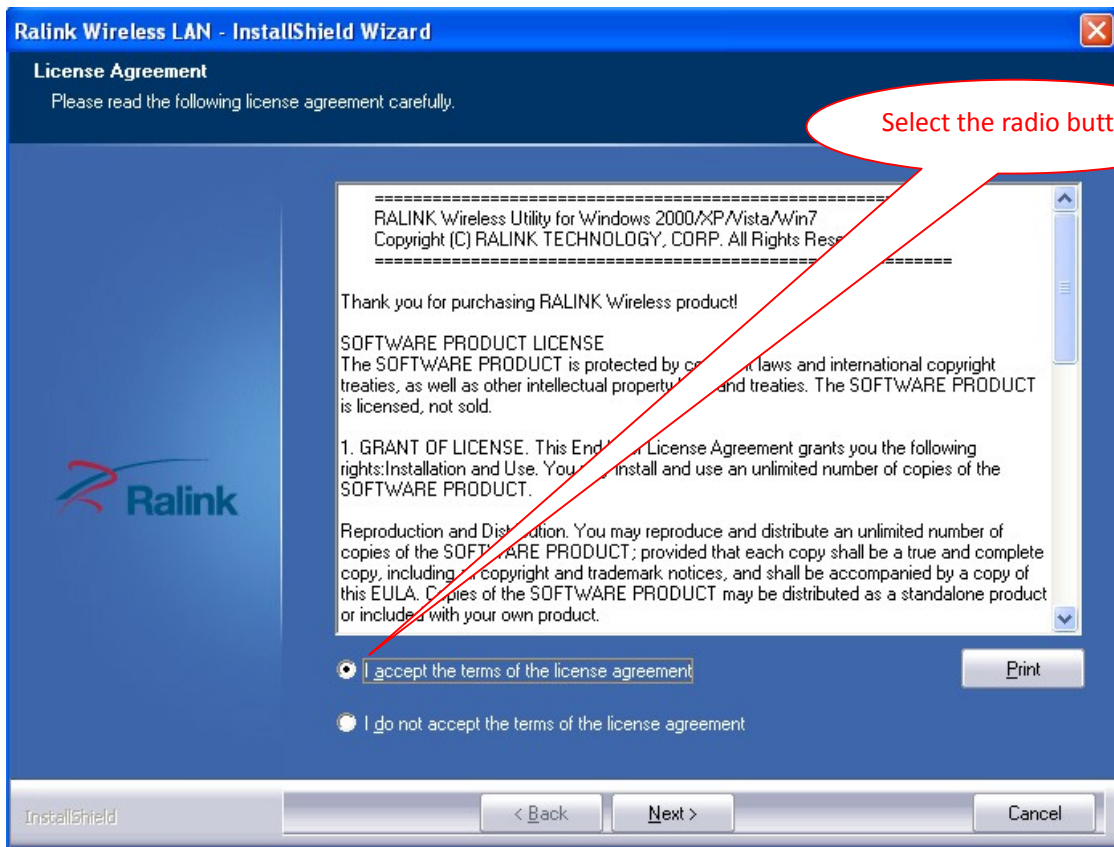 Ralink Wireless LAN - InstallShield Wizard
License Agreement
Please read the following license agreement carefully.
Select the radio butt
============================================================
RALINK Wireless Utility for Windows 2000/XP/Vista/Win7
Copyright (C) RALINK TECHNOLOGY, CORP. All Rights Rese
============================================================
Thank you for purchasing RALINK Wireless product!
SOFTWARE PRODUCT LICENSE
The SOFTWARE PRODUCT is protected by laws and international copyright
treaties, as well as other intellectual property and treaties. The SOFTWARE PRODUCT
is licensed, not sold.
1. GRANT OF LICENSE. This End License Agreement grants you the following
rights:Installation and Use. You install and use an unlimited number of copies of the
SOFTWARE PRODUCT.
Reproduction and Distribution. You may reproduce and distribute an unlimited number of
copies of the SOFTWARE PRODUCT; provided that each copy shall be a true and complete
copy, including copyright and trademark notices, and shall be accompanied by a copy of
this EULA. Copies of the SOFTWARE PRODUCT may be distributed as a standalone product
or included with your own product.
Ralink
I accept the terms of the license agreement
Print
I do not accept the terms of the license agreement
InstallShield
< Back
Next >
Cancel